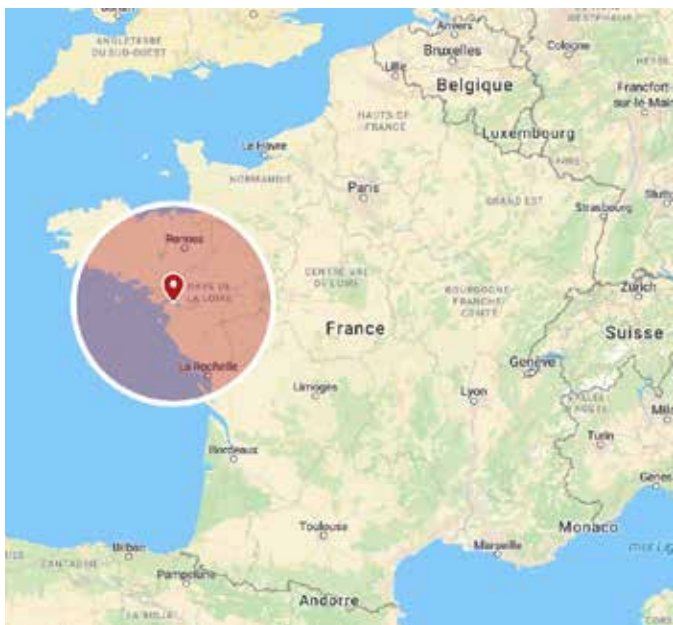 ANGLETERRE
DU SUD-OUEST
Anvers
Bruxelles
Cologne
Lille
Belgique
Francfort-
sur-le-Main
HAUTS-DE-
FRANCE
Luxembourg
Le Havre
NORMANDIE
Paris
GRAND EST
Strasbourg
Rennes
CENTRE-VAL
DE LOIRE
PAYS DE
LA LOIRE
BOURGOGNE-
FRANCHE-
COMTÉ
Zurich
France
Suisse
La Rochelle
Genève
Limoges
Lyon
Turin
Bordeaux
Toulouse
Marseille
Monaco
Bilbao
Pampelune
LA RIOJA
Andorre